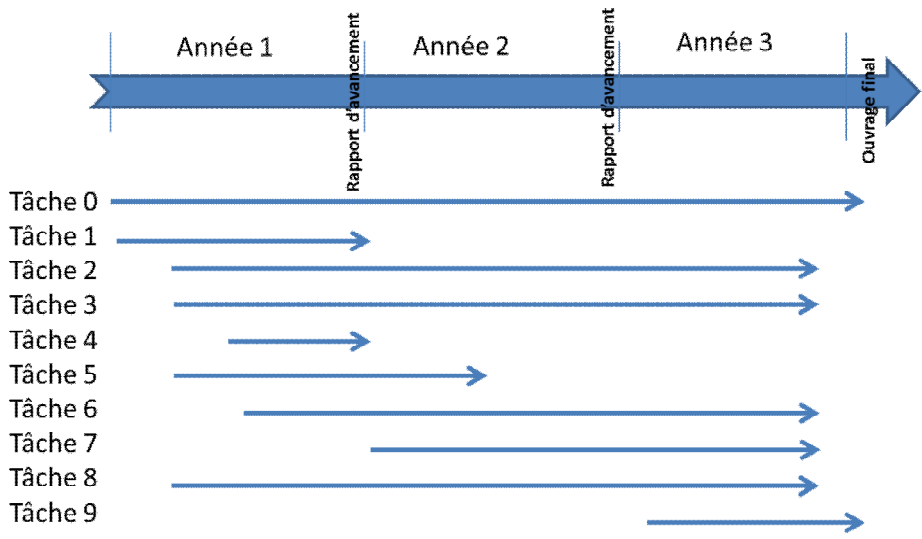 Année 1
Année 2
Année 3
Rapport d'avancement
Rapport d'avancement
Ouvrage final
Tâche 0
Tâche 1
Tâche 2
Tâche 3
Tâche 4
Tâche 5
Tâche 6
Tâche 7
Tâche 8
Tâche 9